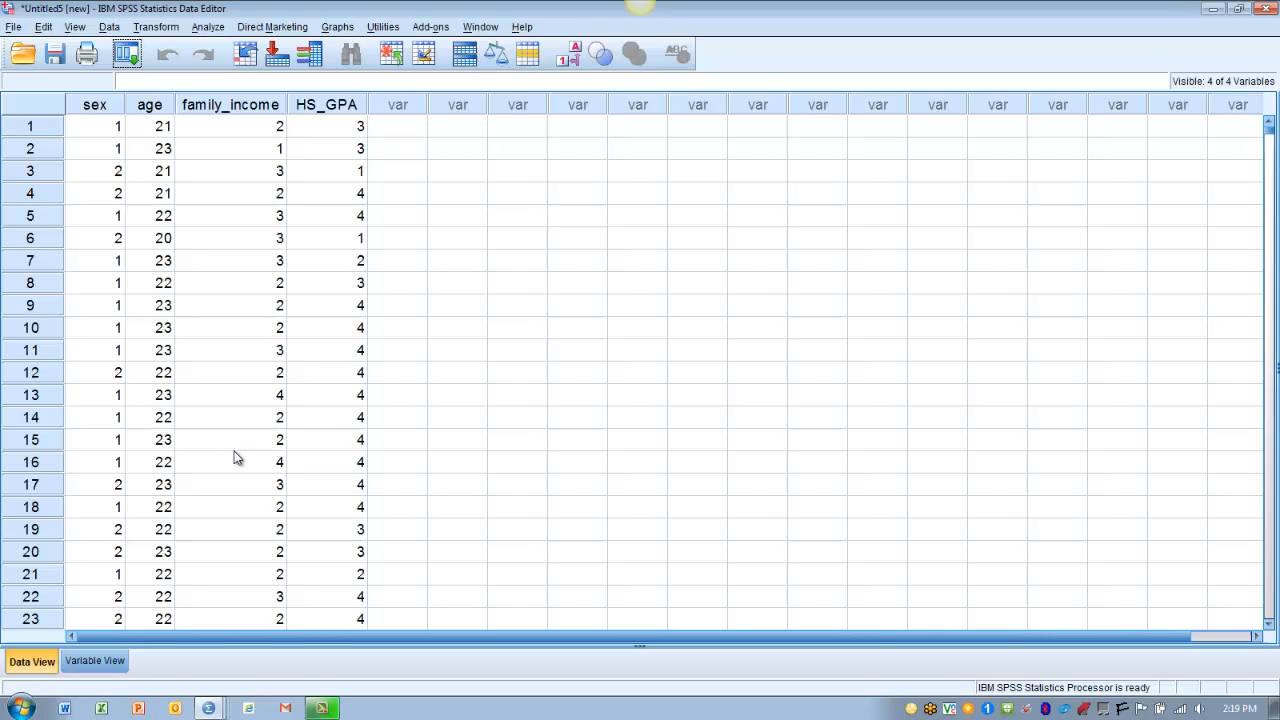 *Untitled5 [new] - IBM SPSS Statistics Data Editor
File Edit View Data Transform Analyze Direct Marketing Graphs Utilities Add-ons Window Help
Visible: 4 of 4 Variables
sex age family_income HS_GPA var var var var var var var var var var var var var var var
1 1 21 2 3
2 1 23 1 3
3 2 21 3 1
4 2 21 2 4
5 1 22 3 4
6 2 20 3 1
7 1 23 3 2
8 1 22 2 3
9 1 23 2 4
10 1 23 2 4
11 1 23 3 4
12 2 22 2 4
13 1 23 4 4
14 1 22 2 4
15 1 23 2 4
16 1 22 4 4
17 2 23 3 4
18 1 22 2 4
19 2 22 2 3
20 2 23 2 3
21 1 22 2 2
22 2 22 3 4
23 2 22 2 4
Data View Variable View
IBM SPSS Statistics Processor is ready
2:19 PM